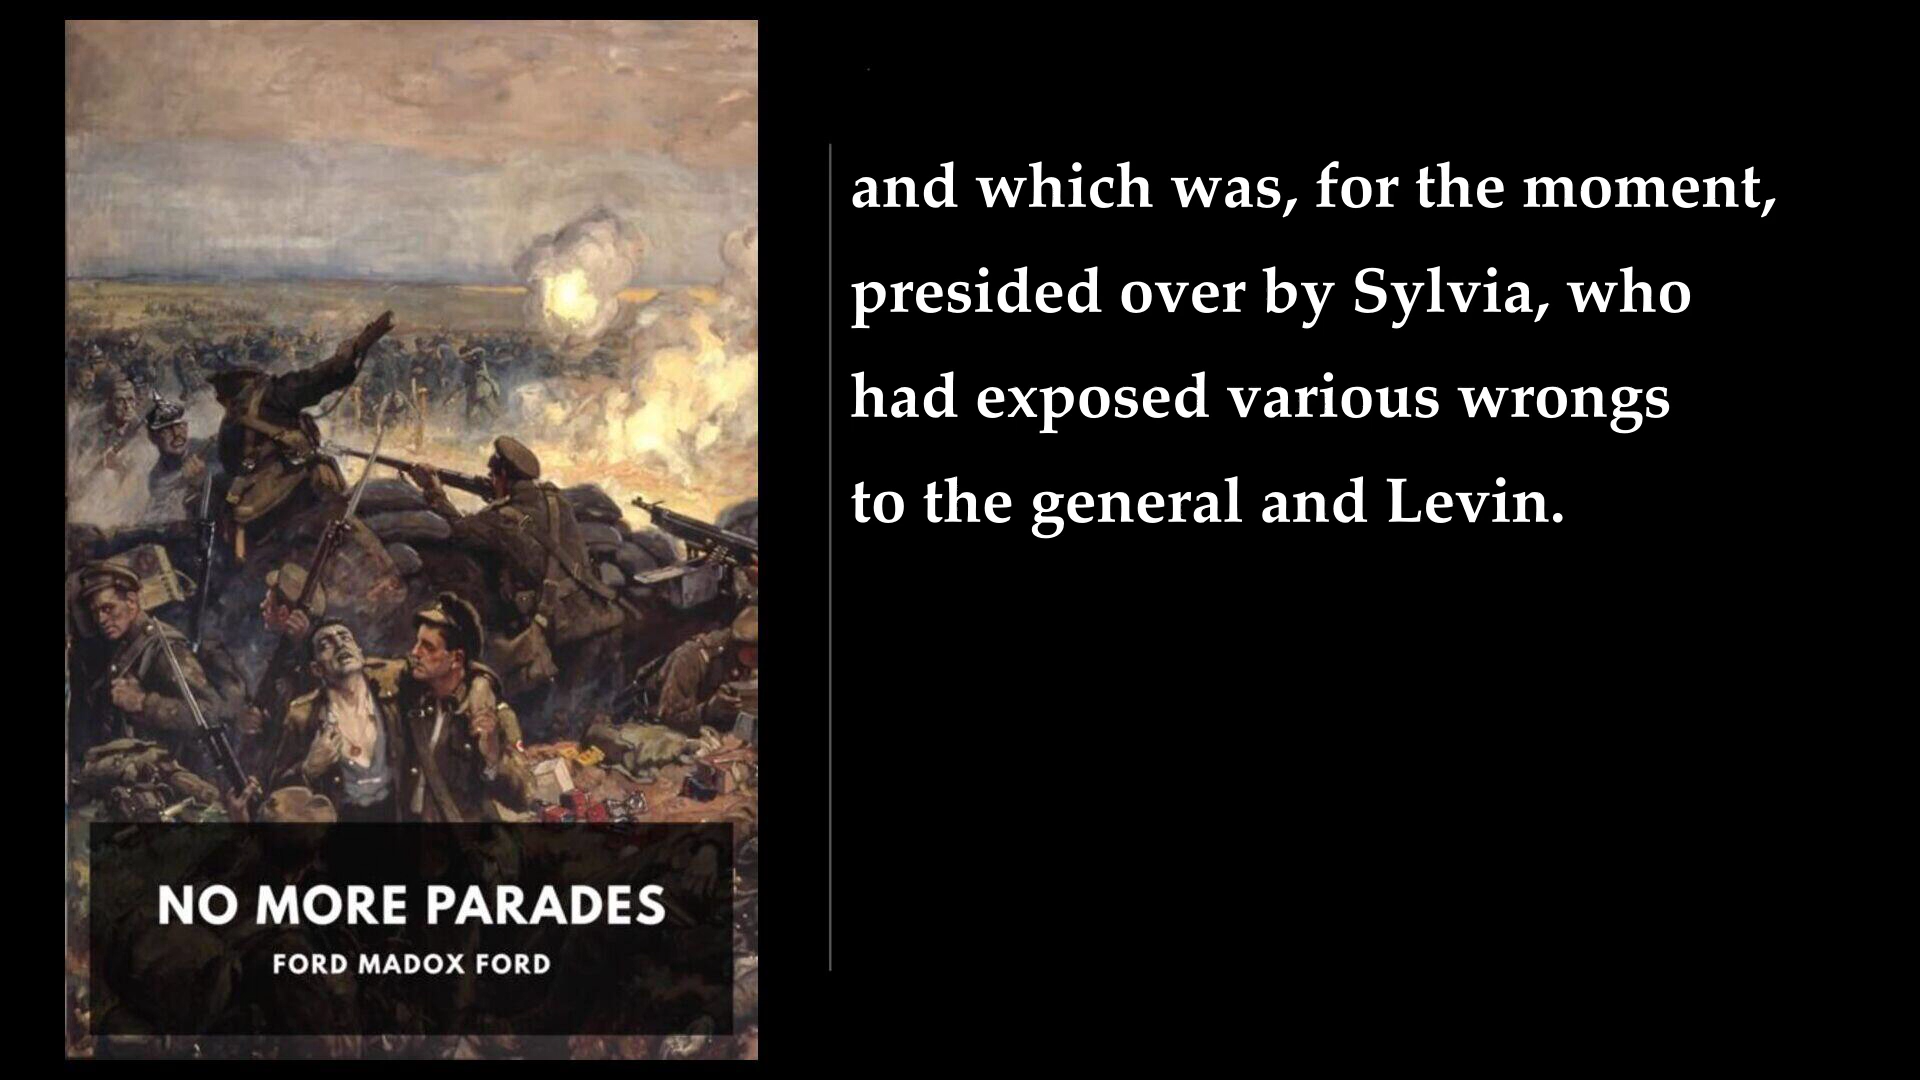 and which was, for the moment,
presided over by Sylvia, who
had exposed various wrongs
to the general and Levin.
NO MORE PARADES
FORD MADOX FORD